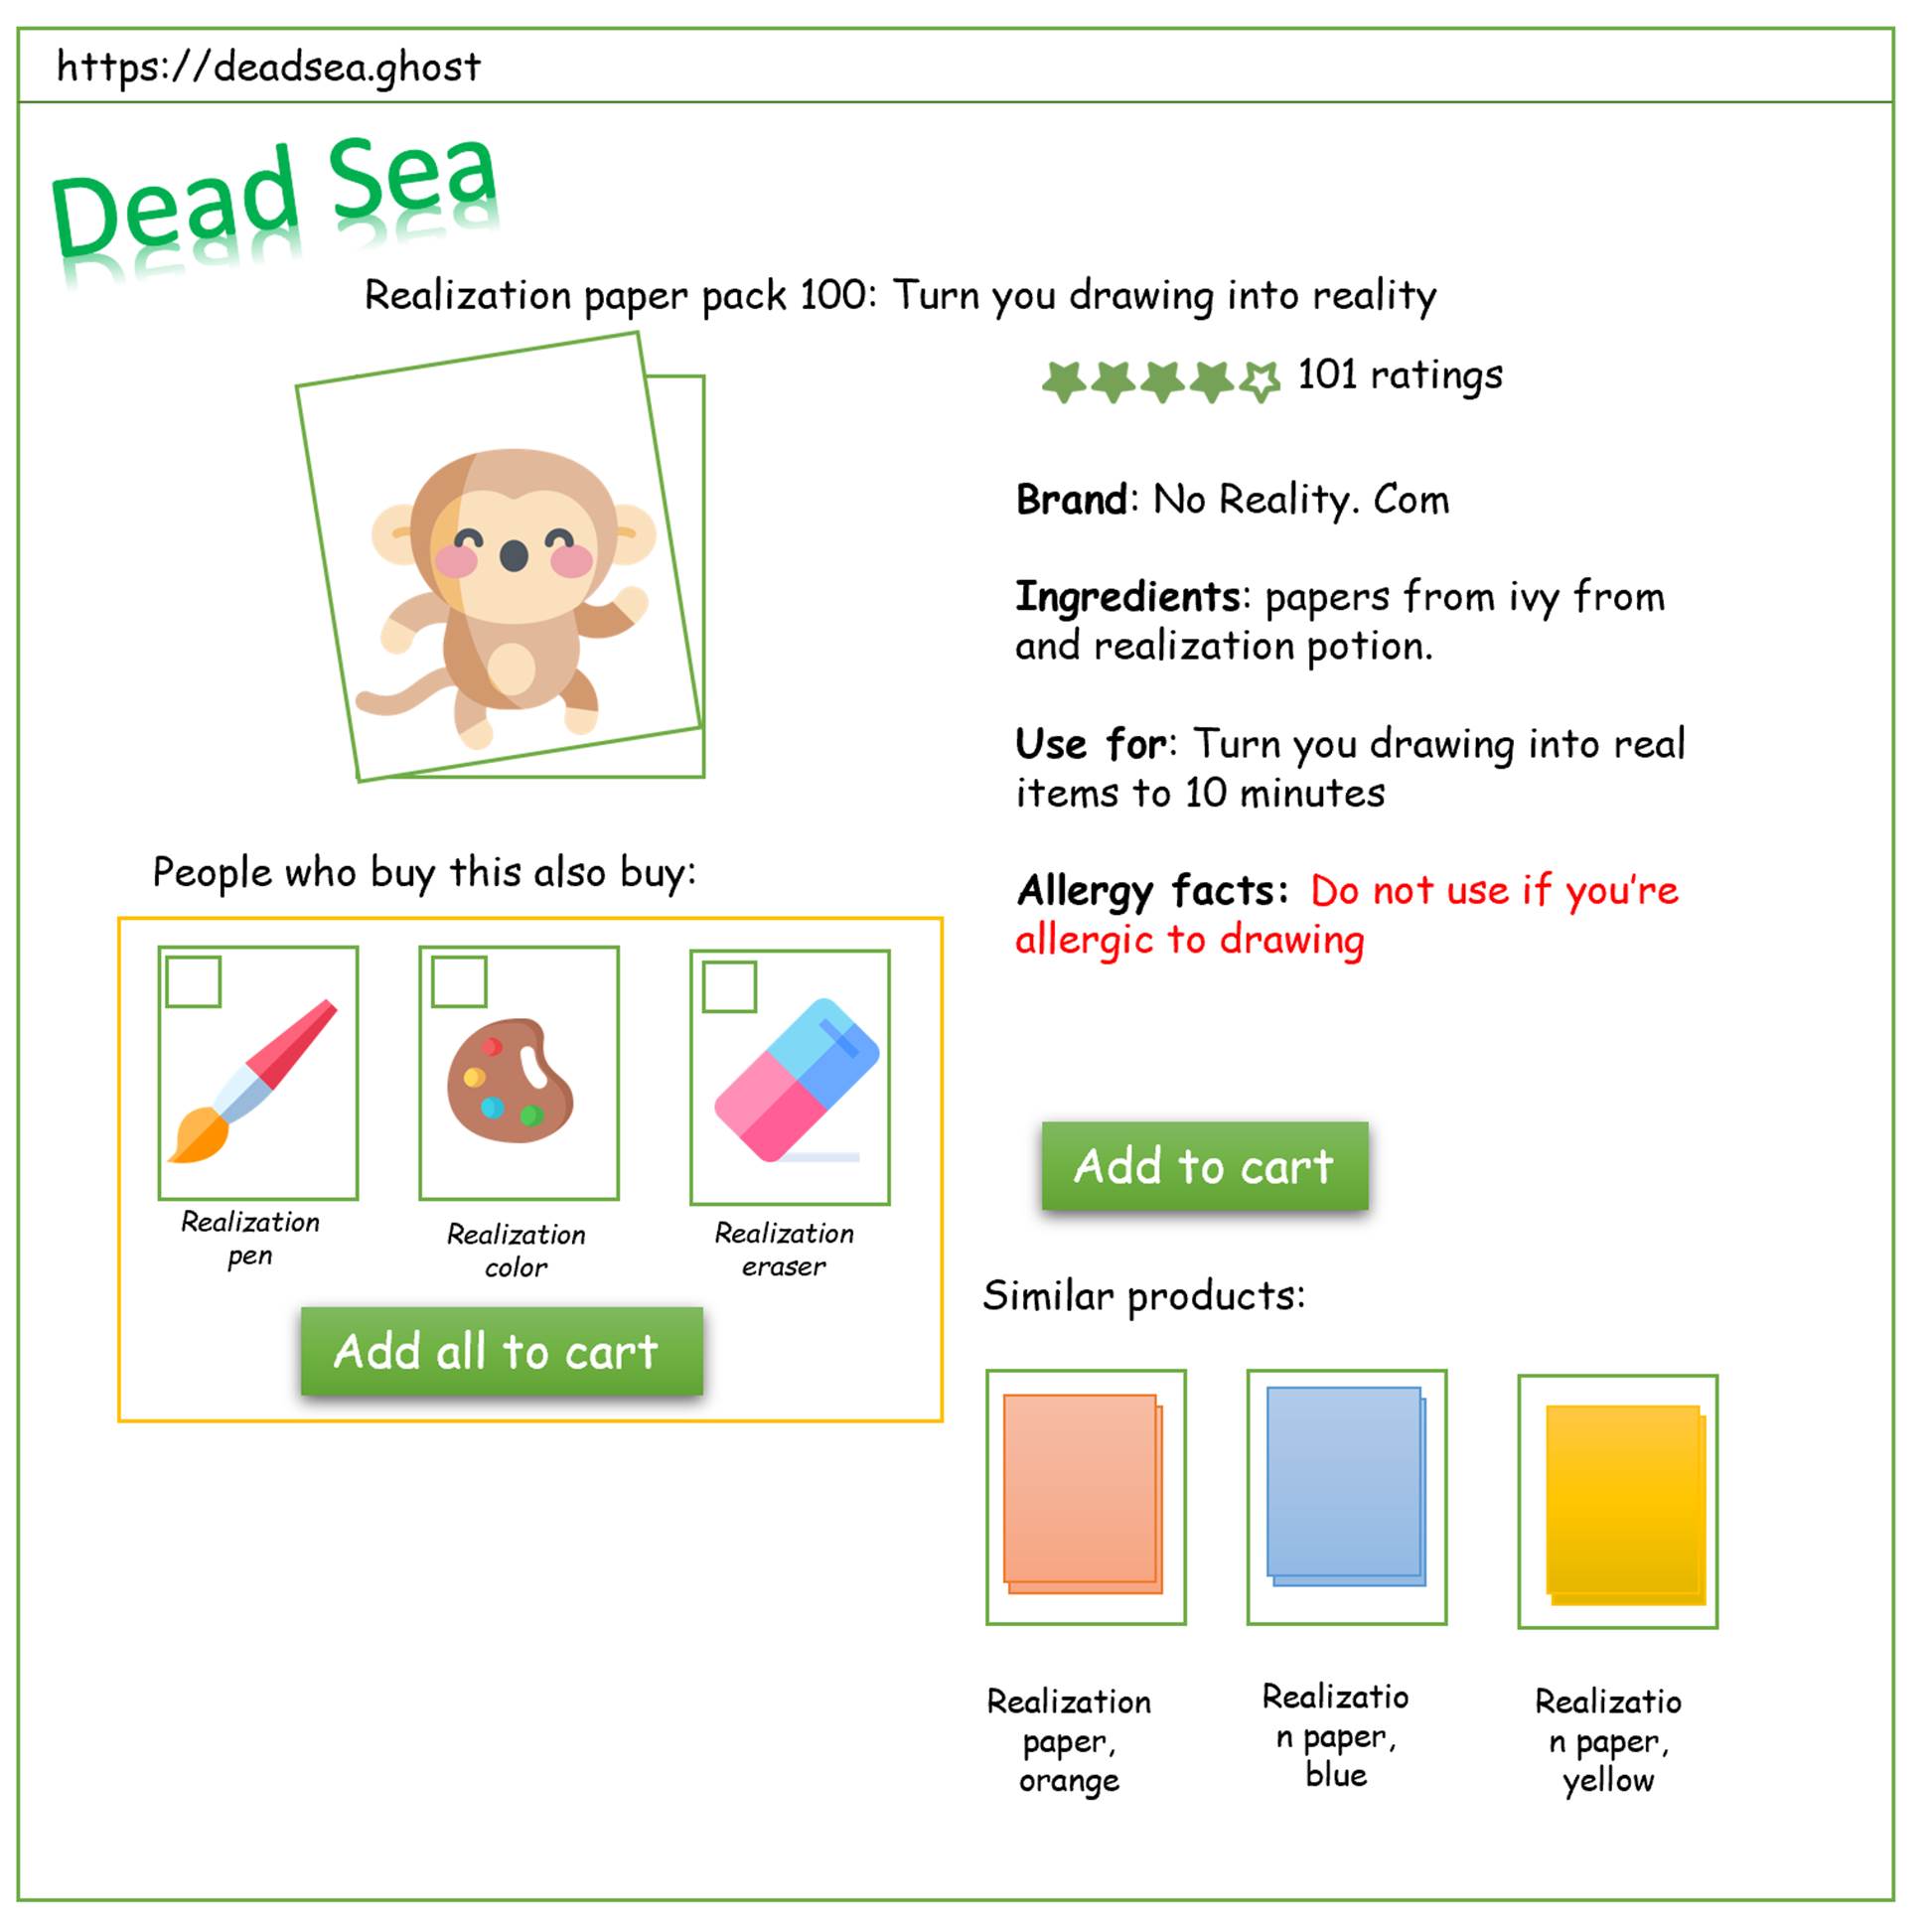 https://deadsea.ghost
Dead Sea
Realization paper pack 100: Turn you drawing into reality
101 ratings
Brand: No Reality. Com
Ingredients: papers from ivy from
and realization potion.
Use for: Turn you drawing into real
items to 10 minutes
Allergy facts: Do not use if you're
allergic to drawing
People who buy this also buy:
Realization
pen
Realization
color
Realization
eraser
Add all to cart
Add to cart
Similar products:
Realization
paper,
orange
Realizatio
n paper,
blue
Realizatio
n paper,
yellow